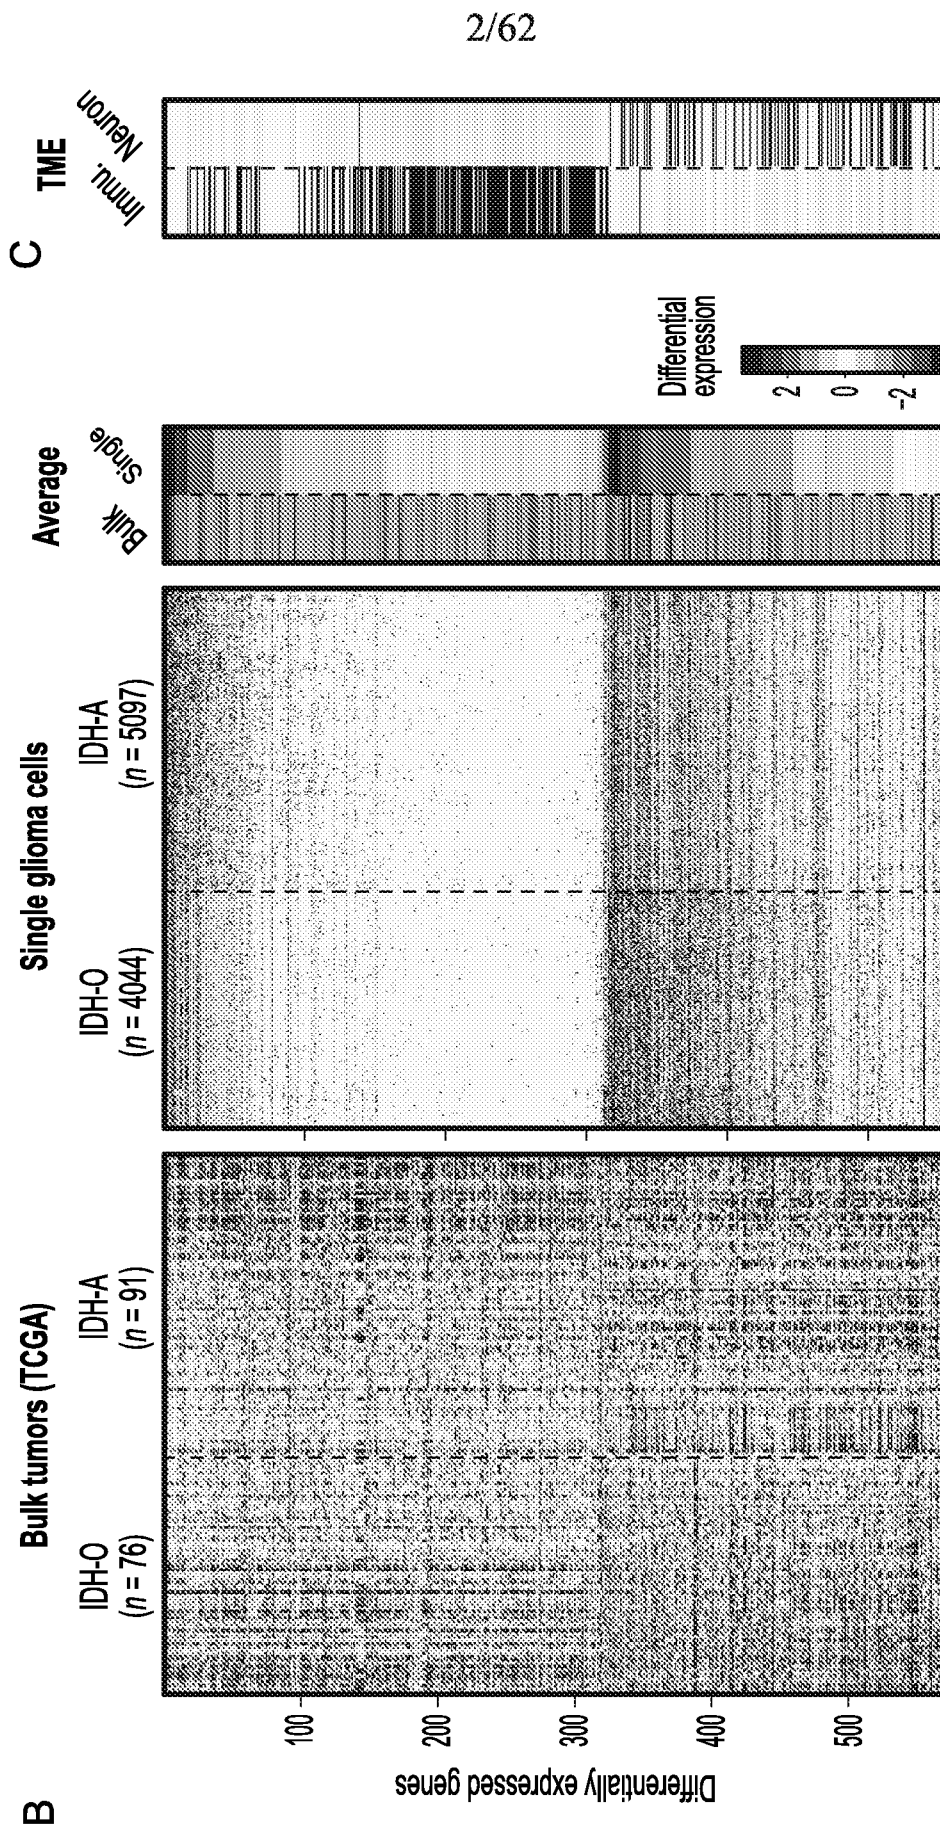 2/62
B
Bulk tumors (TCGA)
IDH-O
(n = 76)
IDH-A
(n = 91)
Differentially expressed genes
100
200
300
400
500
Single glioma cells
IDH-O
(n = 4044)
IDH-A
(n = 5097)
Average
Bulk
Single
Differential
expression
2
0
-2
C
TME
Immu.
Neuron